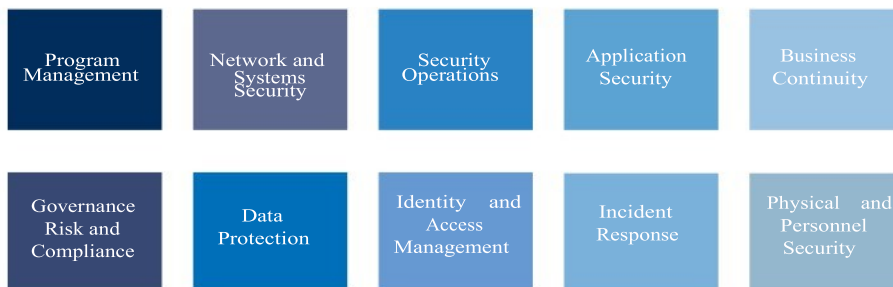 Program
Management
Network and
Systems
Security
Security
Operations
Application
Security
Business
Continuity
Governance
Risk and
Compliance
Data
Protection
Identity and
Access
Management
Incident
Response
Physical and
Personnel
Security